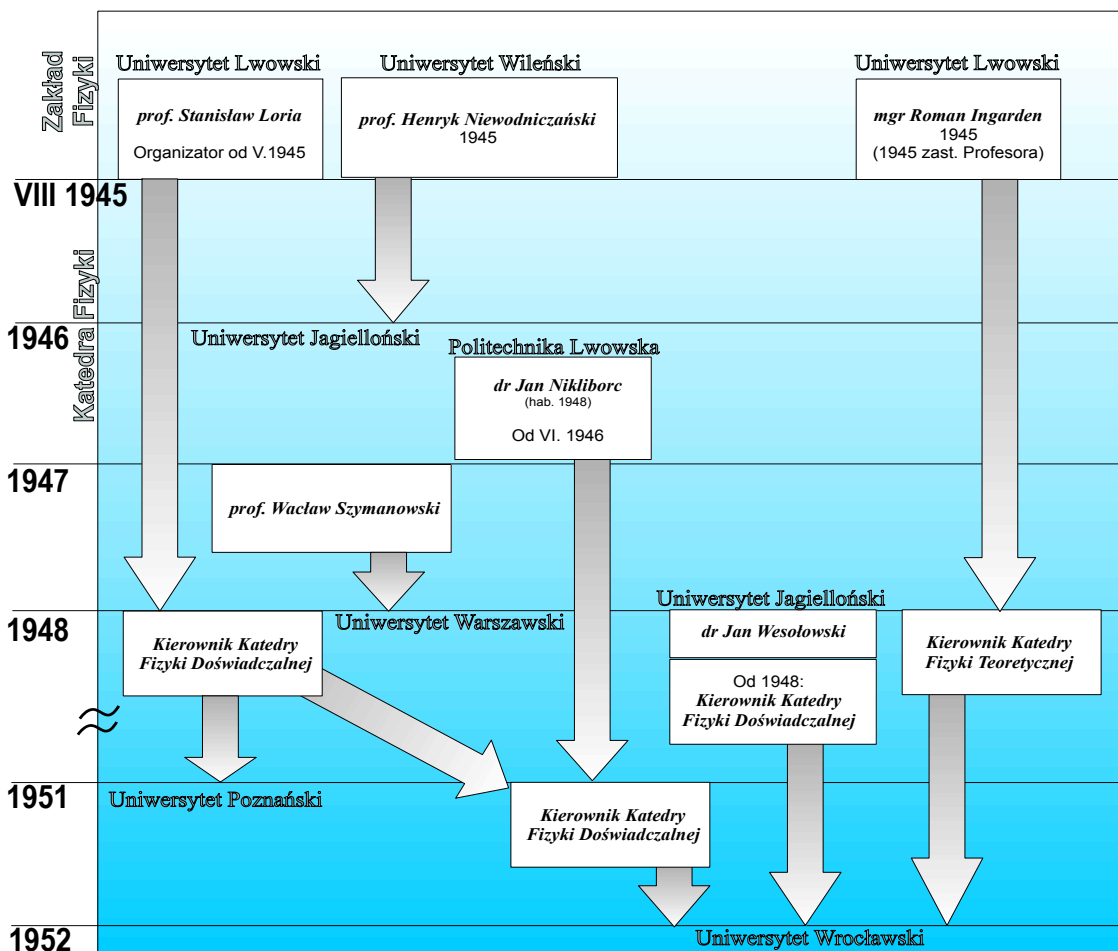 Zakład
Fizyki
Uniwersytet Lwowski
prof. Stanisław Loria
Organizator od V.1945
Uniwersytet Wileński
prof. Henryk Niewodniczański
1945
Uniwersytet Lwowski
mgr Roman Ingarden
1945
(1945 zast. Profesora)
VIII 1945
Katedra Fizyki
1946
Uniwersytet Jagielloński
Politechnika Lwowska
dr Jan Nikliborc
(hab. 1948)
Od VI. 1946
1947
prof. Wacław Szymanowski
1948
Uniwersytet Warszawski
Kierownik Katedry
Fizyki Doświadczalnej
Uniwersytet Jagielloński
dr Jan Wesołowski
Od 1948:
Kierownik Katedry
Fizyki Doświadczalnej
Kierownik Katedry
Fizyki Teoretycznej
1951
Uniwersytet Poznański
Kierownik Katedry
Fizyki Doświadczalnej
1952
Uniwersytet Wrocławski